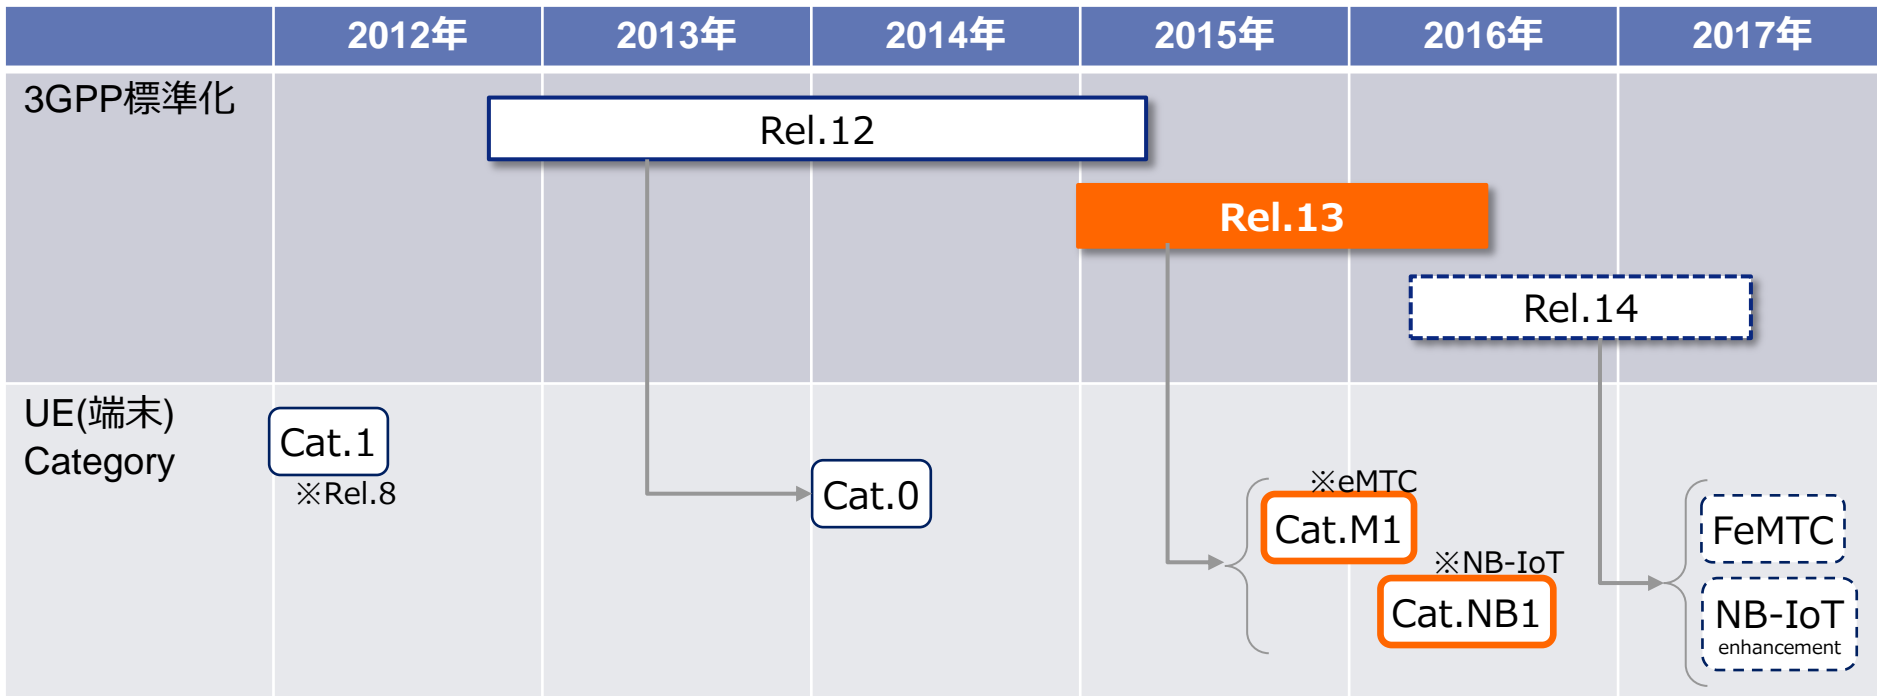 2012年 2013年 2014年 2015年 2016年 2017年
3GPP標準化
Rel.12
Rel.13
Rel.14
UE(端末)
Category
Cat.1
※Rel.8
Cat.0
※eMTC
Cat.M1
※NB-IoT
Cat.NB1
FeMTC
NB-IoT
enhancement